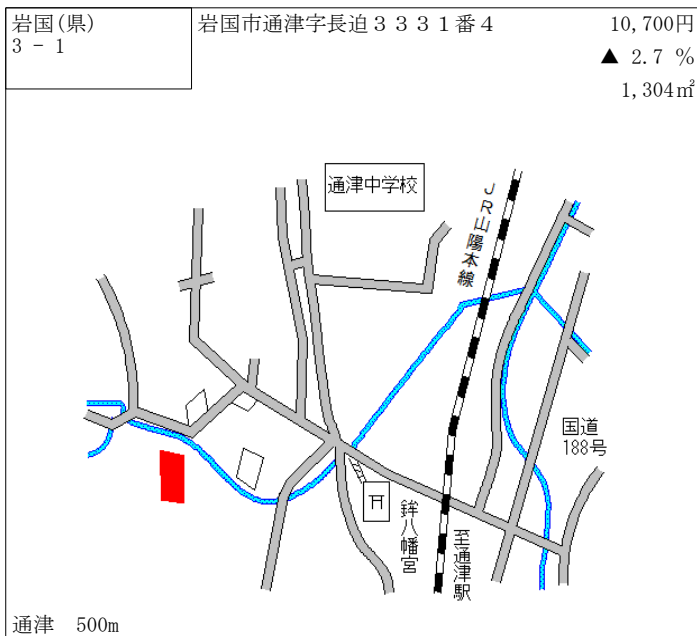 岩国(県)
3 - 1
岩国市通津字長迫３３３１番４
10,700円
▲ 2.7 %
1,304㎡
通津中学校
ＪＲ山陽本線
国道
188号
鉾八幡宮
至通津駅
通津 500m